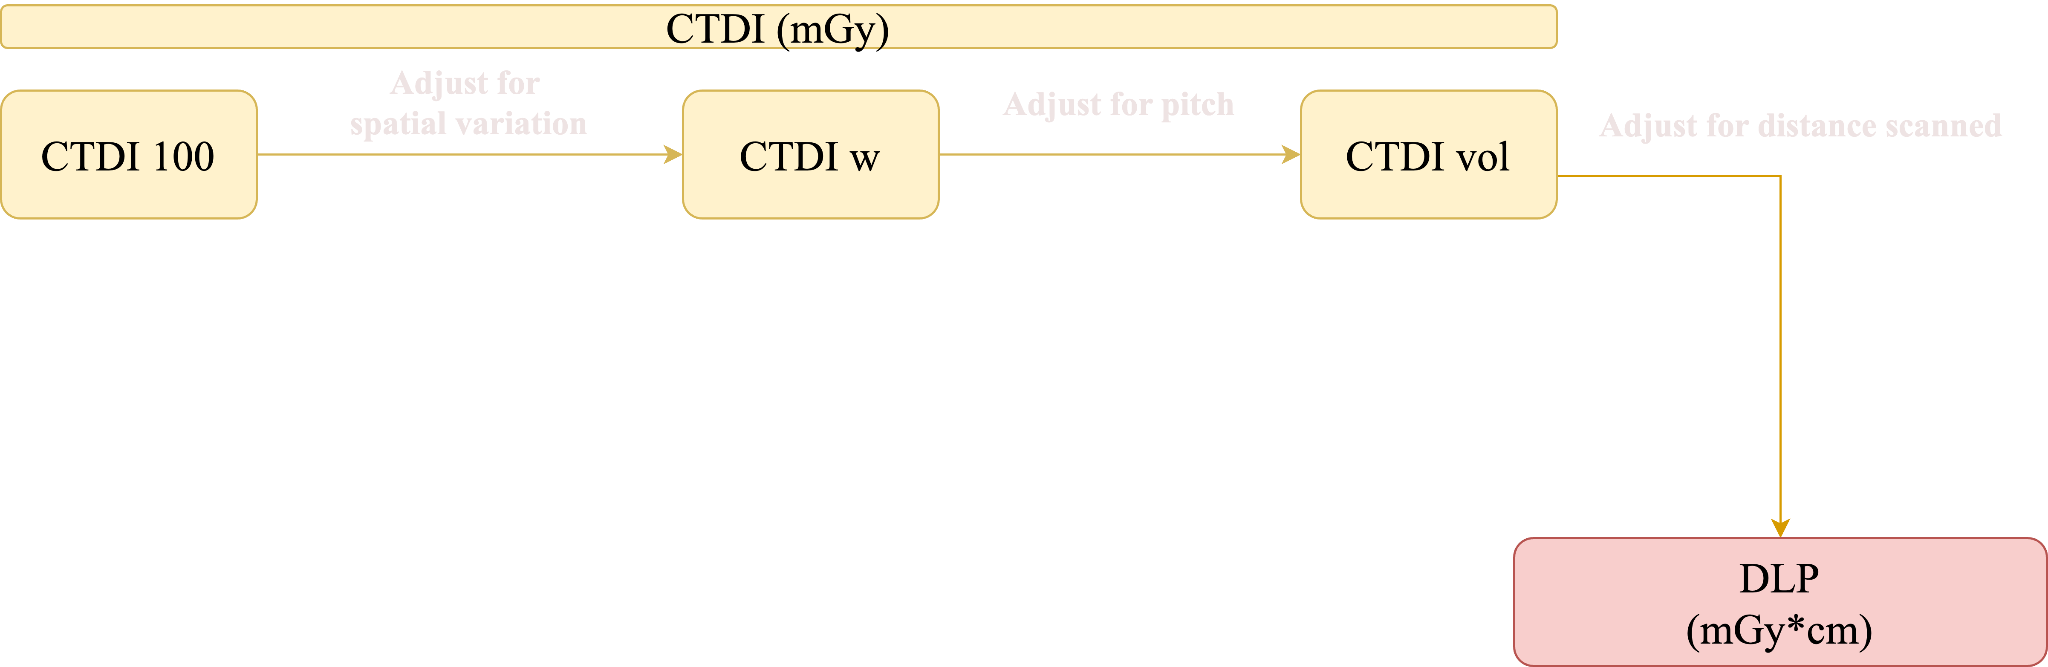 CTDI (mGy)
Adjust for
spatial variation
Adjust for pitch
Adjust for distance scanned
CTDI 100
CTDI w
CTDI vol
DLP
(mGy*cm)